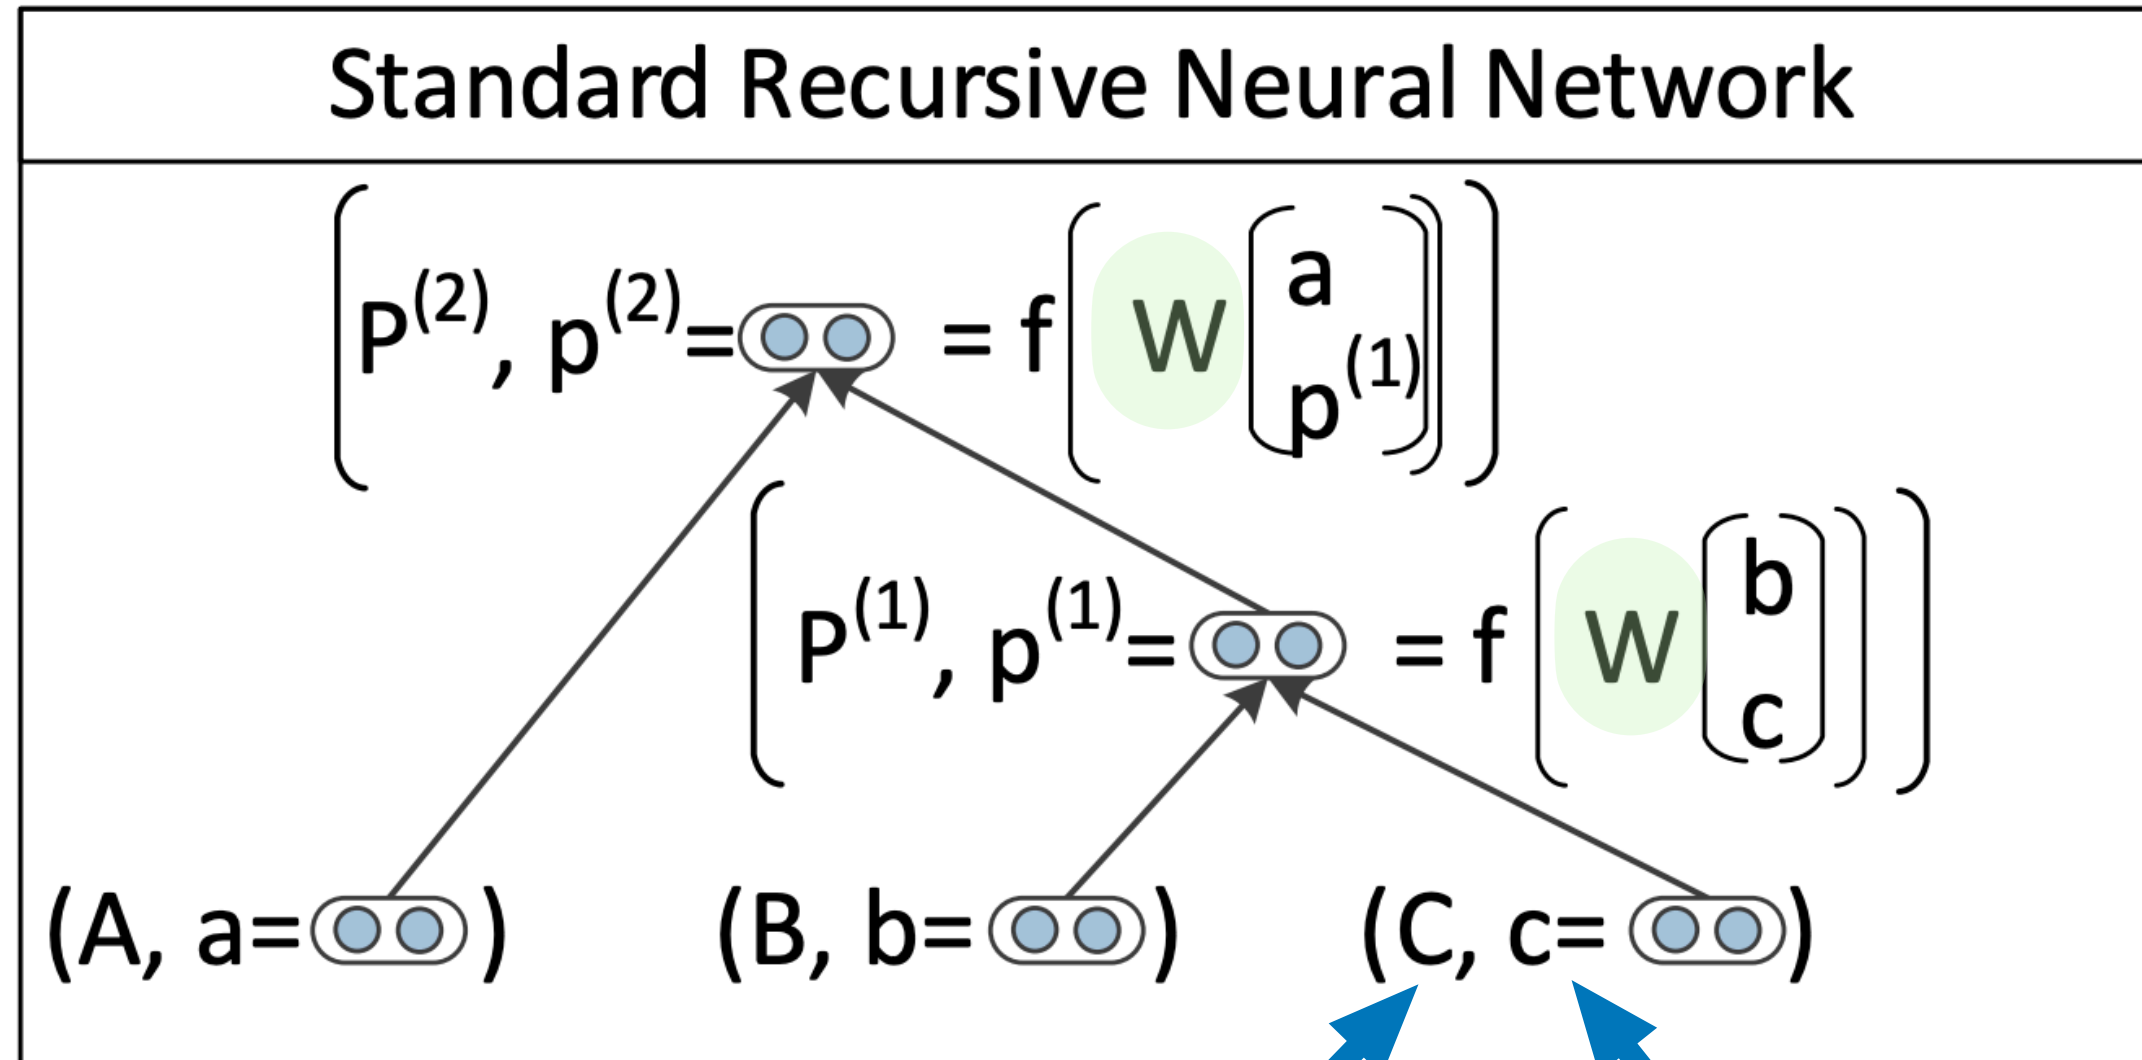 Standard Recursive Neural Network
(P^(2), p^(2)= = f(W(a p^(1))))
(P^(1), p^(1)= = f(W(b c)))
(A, a= ) (B, b= ) (C, c= )